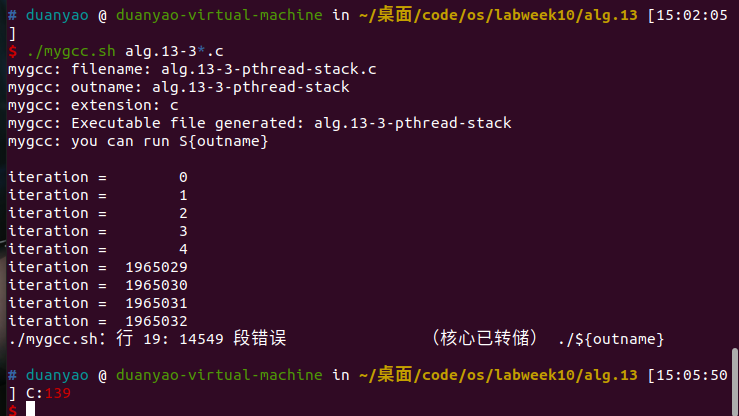 # duanyao @ duanyao-virtual-machine in ~/桌面/code/os/labweek10/alg.13 [15:02:05
]
$ ./mygcc.sh alg.13-3*.c
mygcc: filename: alg.13-3-pthread-stack.c
mygcc: outname: alg.13-3-pthread-stack
mygcc: extension: c
mygcc: Executable file generated: alg.13-3-pthread-stack
mygcc: you can run S{outname}
iteration =        0
iteration =        1
iteration =        2
iteration =        3
iteration =        4
iteration =  1965029
iteration =  1965030
iteration =  1965031
iteration =  1965032
./mygcc.sh：行 19: 14549 段错误               （核心已转储） ./${outname}
# duanyao @ duanyao-virtual-machine in ~/桌面/code/os/labweek10/alg.13 [15:05:50
] C:139
$